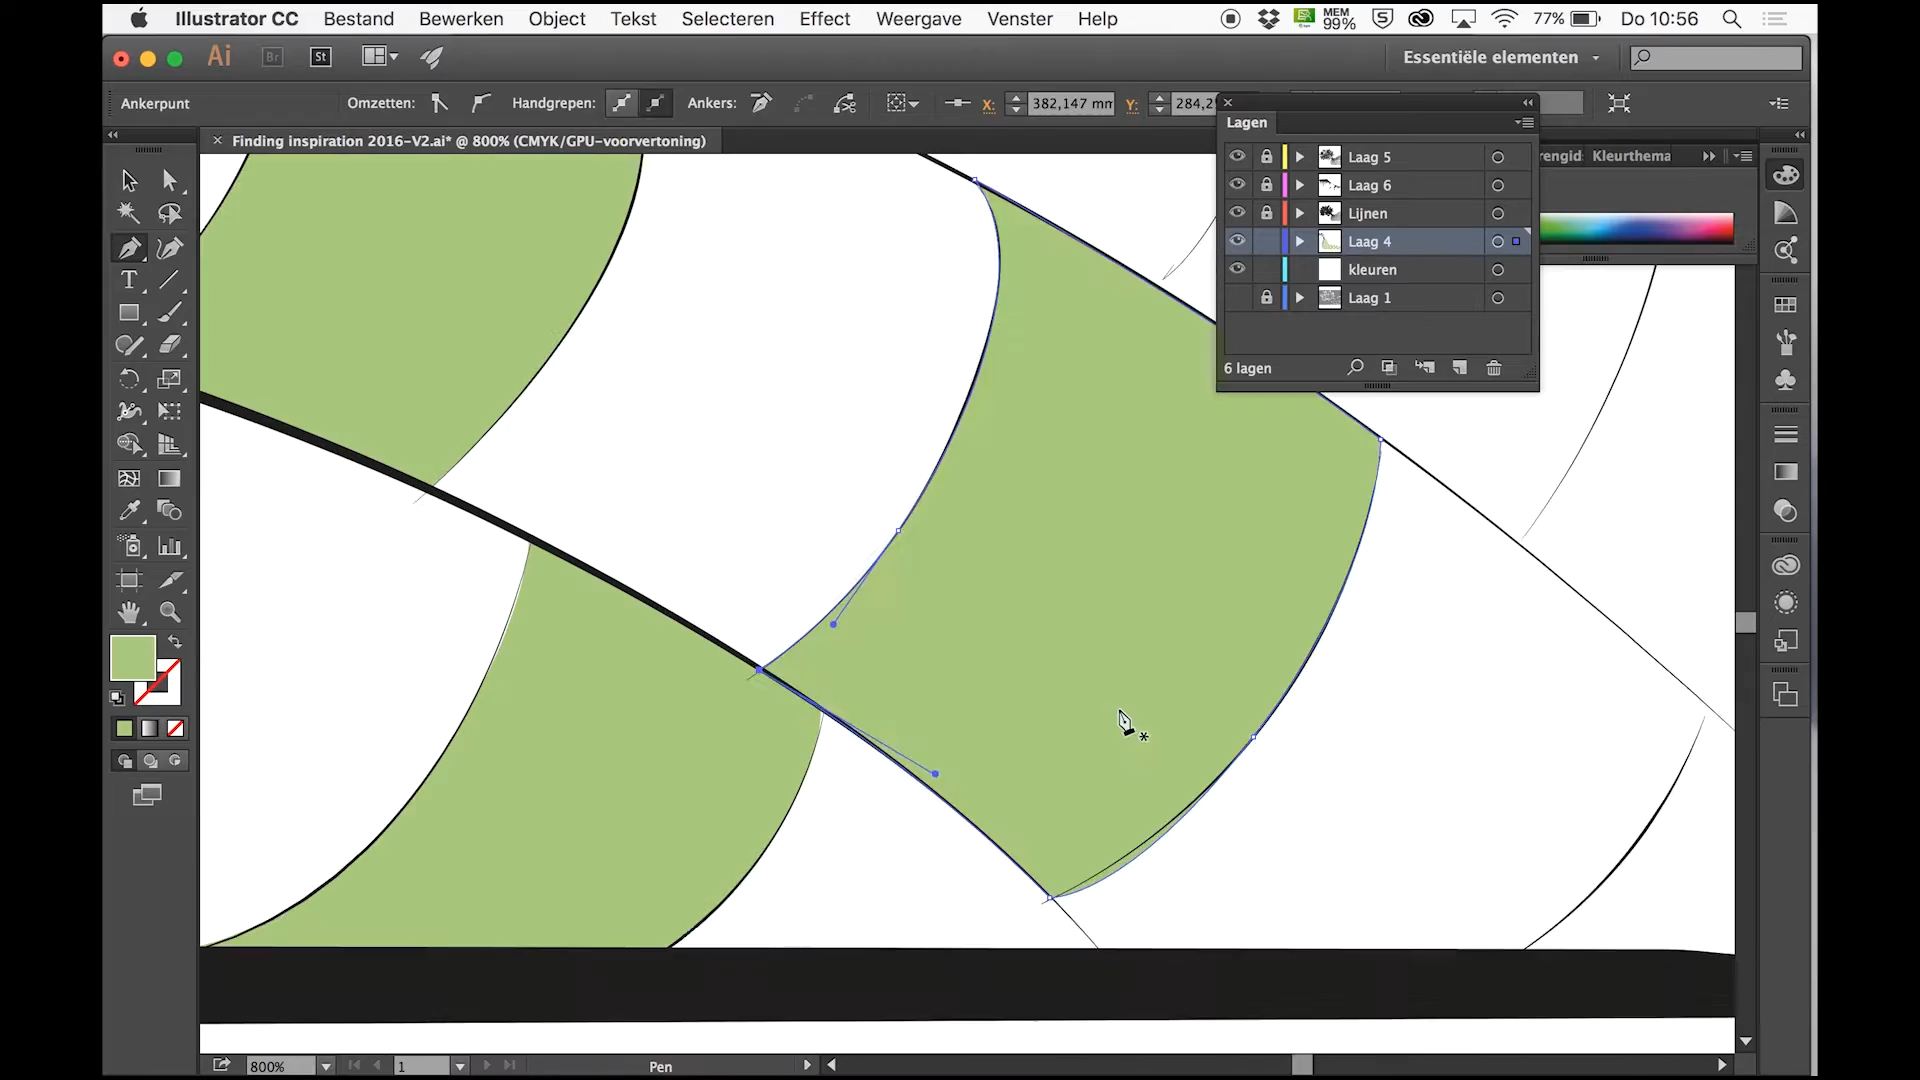 Illustrator CC Bestand Bewerken Object Tekst Selecteren Effect Weergave Venster Help MEM 99% 77% Do 10:56
Ai Br St Essentiële elementen
Ankerpunt Omzetten: Handgrepen: Ankers: X: 382,147 mm Y: 284,2
× Finding inspiration 2016-V2.ai* @ 800% (CMYK/GPU-voorvertoning)
Lagen
rengid Kleurthema
Laag 5
Laag 6
Lijnen
Laag 4
kleuren
Laag 1
6 lagen
800% 1 Pen